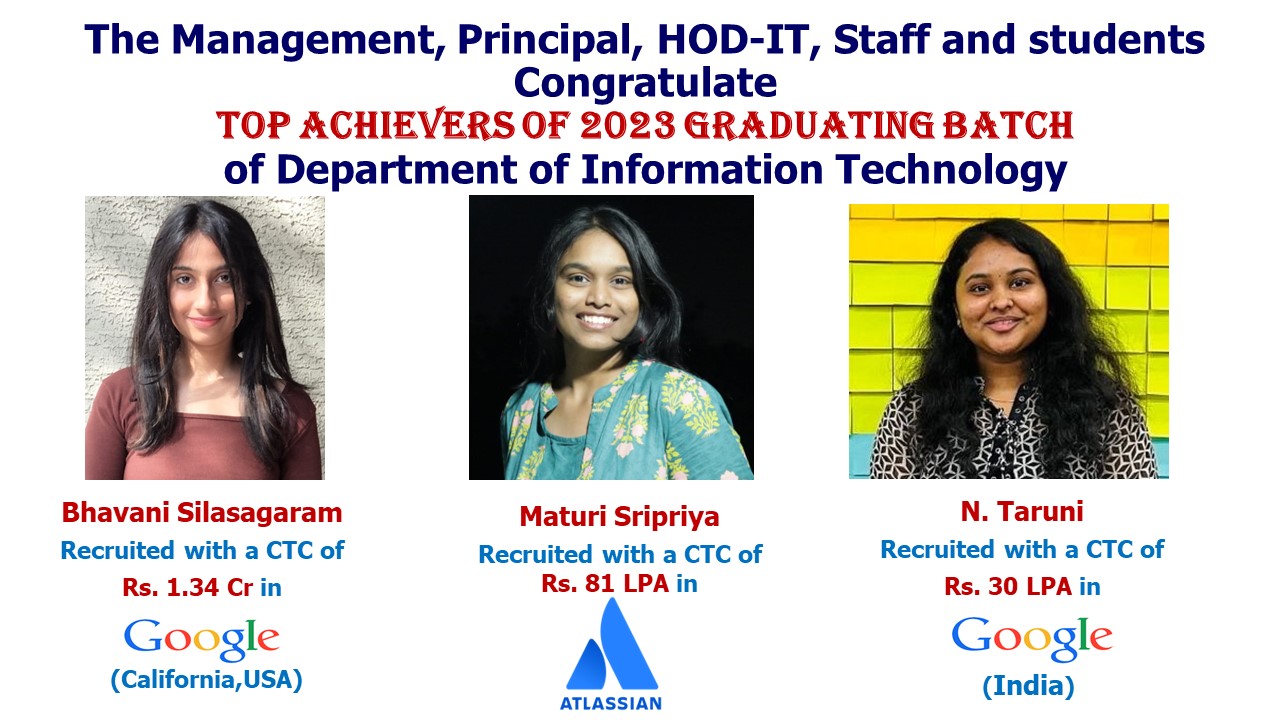 The Management, Principal, HOD-IT, Staff and students
Congratulate
TOP ACHIEVERS OF 2023 GRADUATING BATCH
of Department of Information Technology
Bhavani Silasagaram
Recruited with a CTC of
Rs. 1.34 Cr in
Google
(California,USA)
Maturi Sripriya
Recruited with a CTC of
Rs. 81 LPA in
ATLASSIAN
N. Taruni
Recruited with a CTC of
Rs. 30 LPA in
Google
(India)